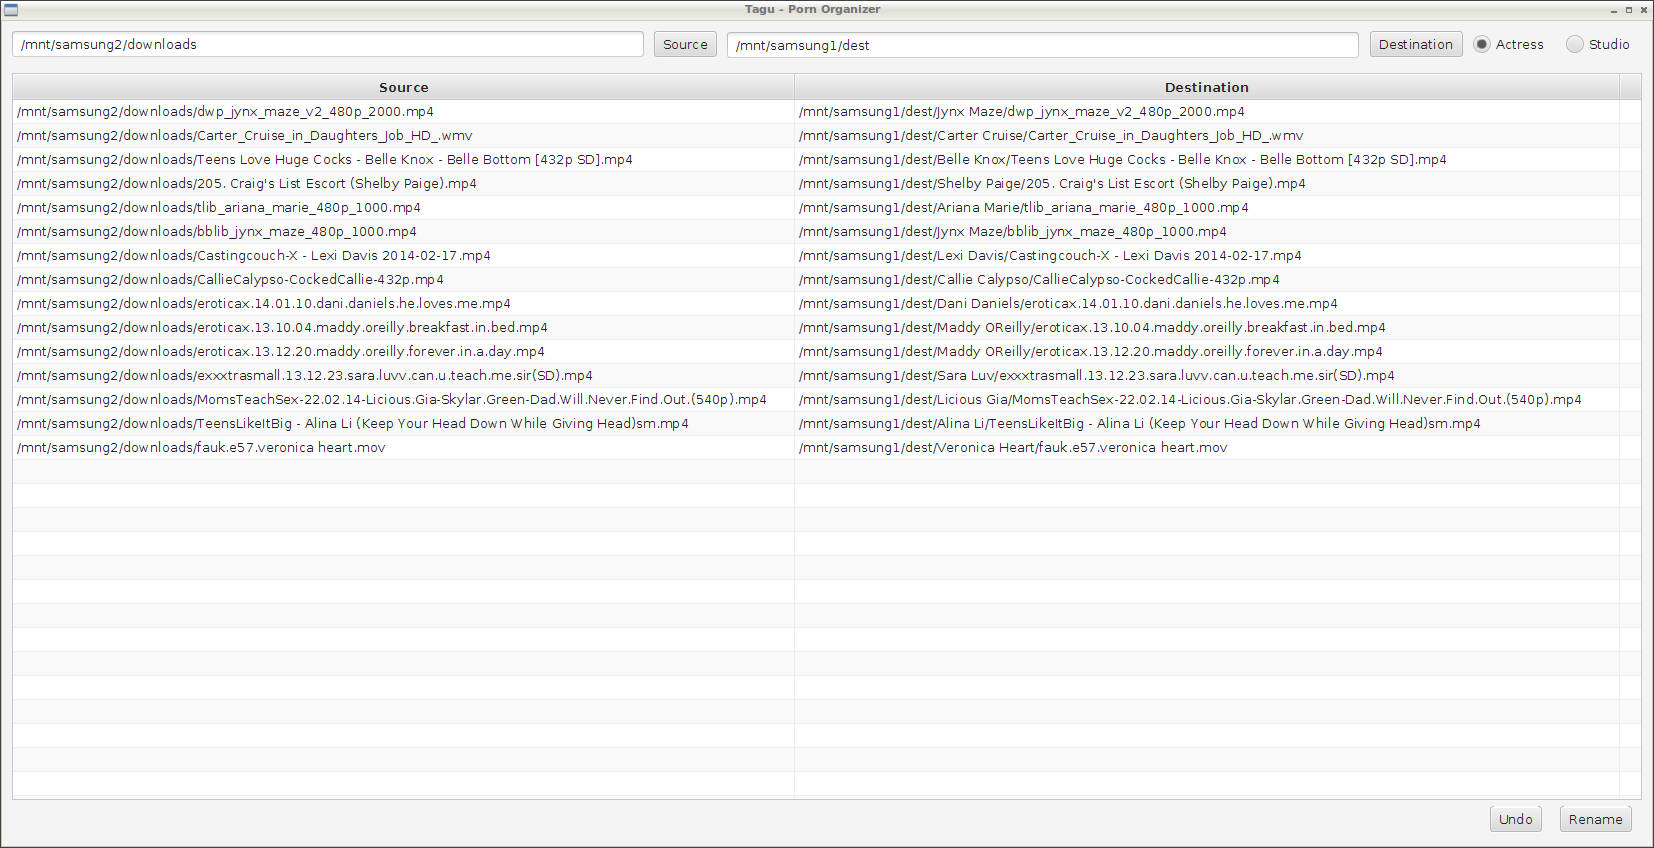 Tagu - Porn Organizer
/mnt/samsung2/downloads Source /mnt/samsung1/dest Destination Actress Studio
Source Destination
/mnt/samsung2/downloads/dwp_jynx_maze_v2_480p_2000.mp4 /mnt/samsung1/dest/Jynx Maze/dwp_jynx_maze_v2_480p_2000.mp4
/mnt/samsung2/downloads/Carter_Cruise_in_Daughters_Job_HD_.wmv /mnt/samsung1/dest/Carter Cruise/Carter_Cruise_in_Daughters_Job_HD_.wmv
/mnt/samsung2/downloads/Teens Love Huge Cocks - Belle Knox - Belle Bottom [432p SD].mp4 /mnt/samsung1/dest/Belle Knox/Teens Love Huge Cocks - Belle Knox - Belle Bottom [432p SD].mp4
/mnt/samsung2/downloads/205. Craig's List Escort (Shelby Paige).mp4 /mnt/samsung1/dest/Shelby Paige/205. Craig's List Escort (Shelby Paige).mp4
/mnt/samsung2/downloads/tlib_ariana_marie_480p_1000.mp4 /mnt/samsung1/dest/Ariana Marie/tlib_ariana_marie_480p_1000.mp4
/mnt/samsung2/downloads/bblib_jynx_maze_480p_1000.mp4 /mnt/samsung1/dest/Jynx Maze/bblib_jynx_maze_480p_1000.mp4
/mnt/samsung2/downloads/Castingcouch-X - Lexi Davis 2014-02-17.mp4 /mnt/samsung1/dest/Lexi Davis/Castingcouch-X - Lexi Davis 2014-02-17.mp4
/mnt/samsung2/downloads/CallieCalypso-CockedCallie-432p.mp4 /mnt/samsung1/dest/Callie Calypso/CallieCalypso-CockedCallie-432p.mp4
/mnt/samsung2/downloads/eroticax.14.01.10.dani.daniels.he.loves.me.mp4 /mnt/samsung1/dest/Dani Daniels/eroticax.14.01.10.dani.daniels.he.loves.me.mp4
/mnt/samsung2/downloads/eroticax.13.10.04.maddy.oreilly.breakfast.in.bed.mp4 /mnt/samsung1/dest/Maddy OReilly/eroticax.13.10.04.maddy.oreilly.breakfast.in.bed.mp4
/mnt/samsung2/downloads/eroticax.13.12.20.maddy.oreilly.forever.in.a.day.mp4 /mnt/samsung1/dest/Maddy OReilly/eroticax.13.12.20.maddy.oreilly.forever.in.a.day.mp4
/mnt/samsung2/downloads/exxxtrasmall.13.12.23.sara.luvv.can.u.teach.me.sir(SD).mp4 /mnt/samsung1/dest/Sara Luv/exxxtrasmall.13.12.23.sara.luvv.can.u.teach.me.sir(SD).mp4
/mnt/samsung2/downloads/MomsTeachSex-22.02.14-Licious.Gia-Skylar.Green-Dad.Will.Never.Find.Out.(540p).mp4 /mnt/samsung1/dest/Licious Gia/MomsTeachSex-22.02.14-Licious.Gia-Skylar.Green-Dad.Will.Never.Find.Out.(540p).mp4
/mnt/samsung2/downloads/TeensLikeItBig - Alina Li (Keep Your Head Down While Giving Head)sm.mp4 /mnt/samsung1/dest/Alina Li/TeensLikeItBig - Alina Li (Keep Your Head Down While Giving Head)sm.mp4
/mnt/samsung2/downloads/fauk.e57.veronica heart.mov /mnt/samsung1/dest/Veronica Heart/fauk.e57.veronica heart.mov
Undo Rename